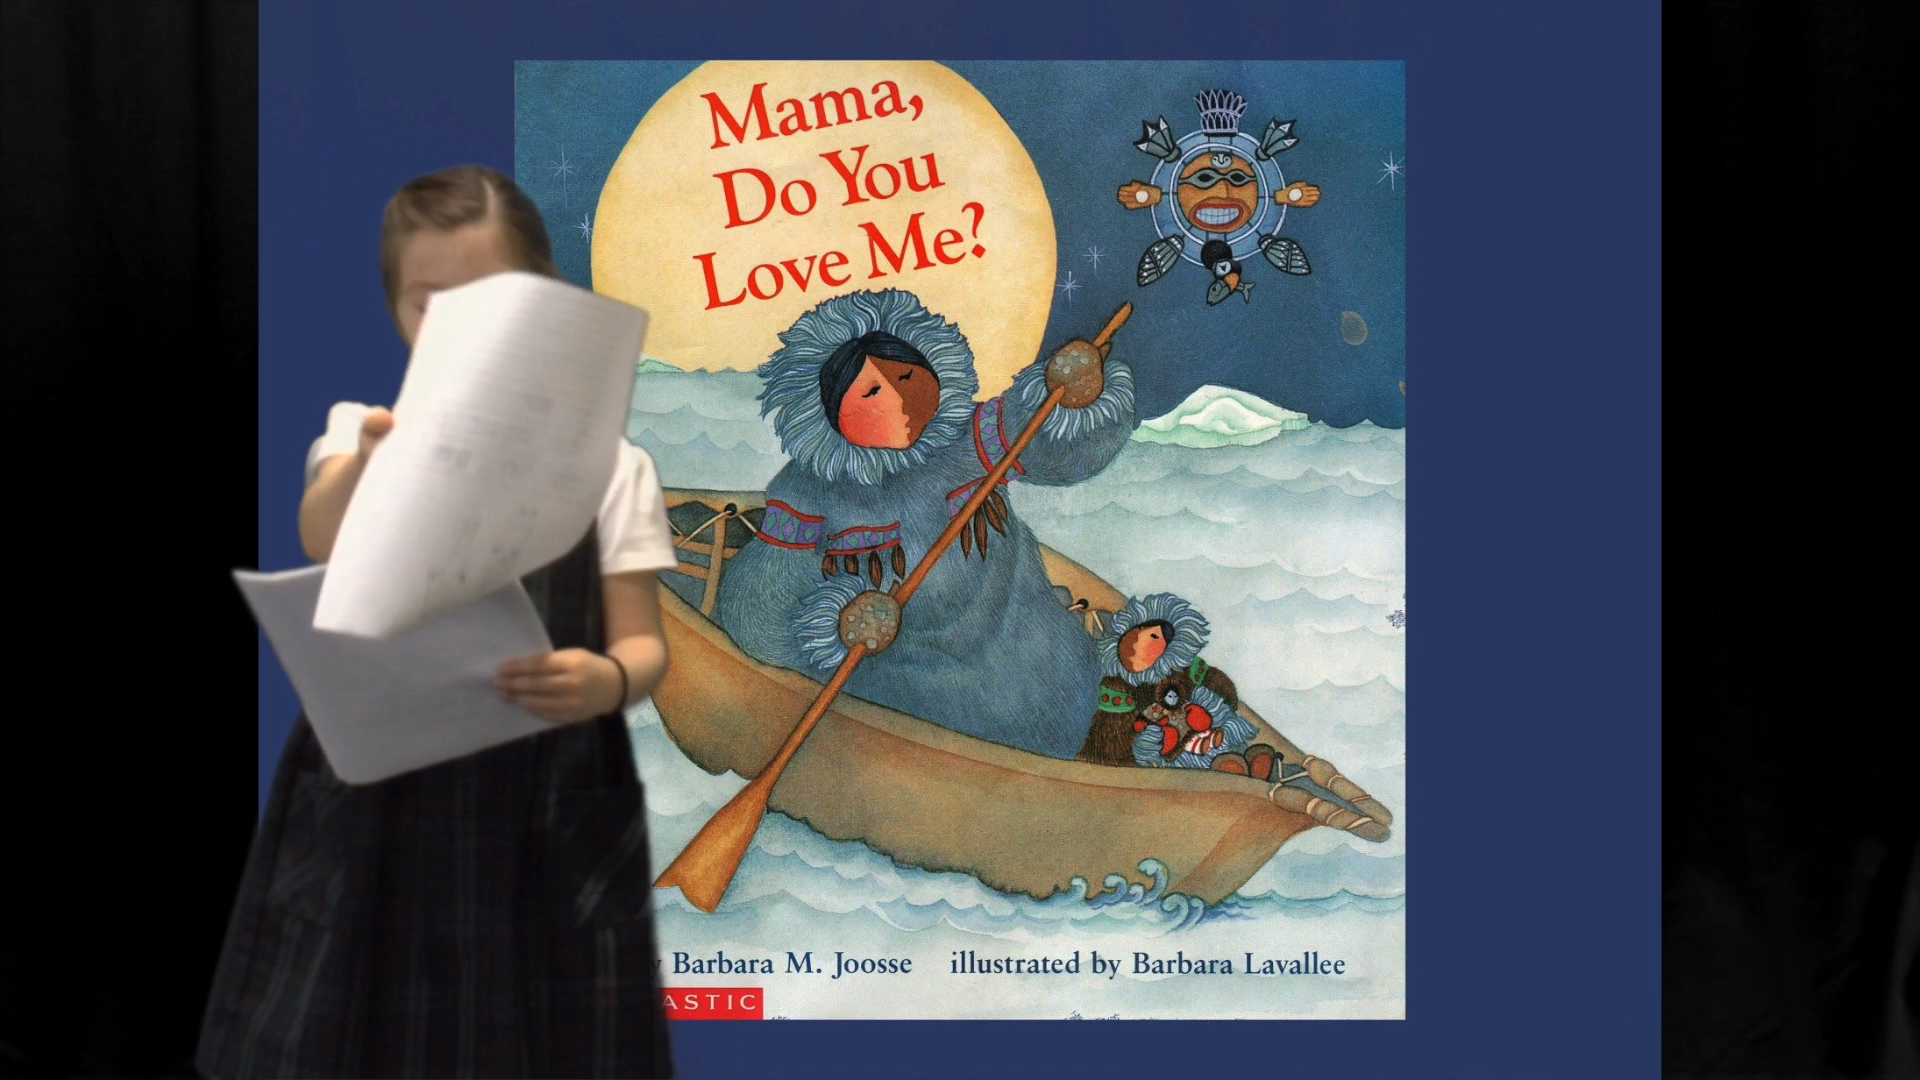 Mama,
Do You
Love Me?
Barbara M. Joosse illustrated by Barbara Lavallee
ASTIC